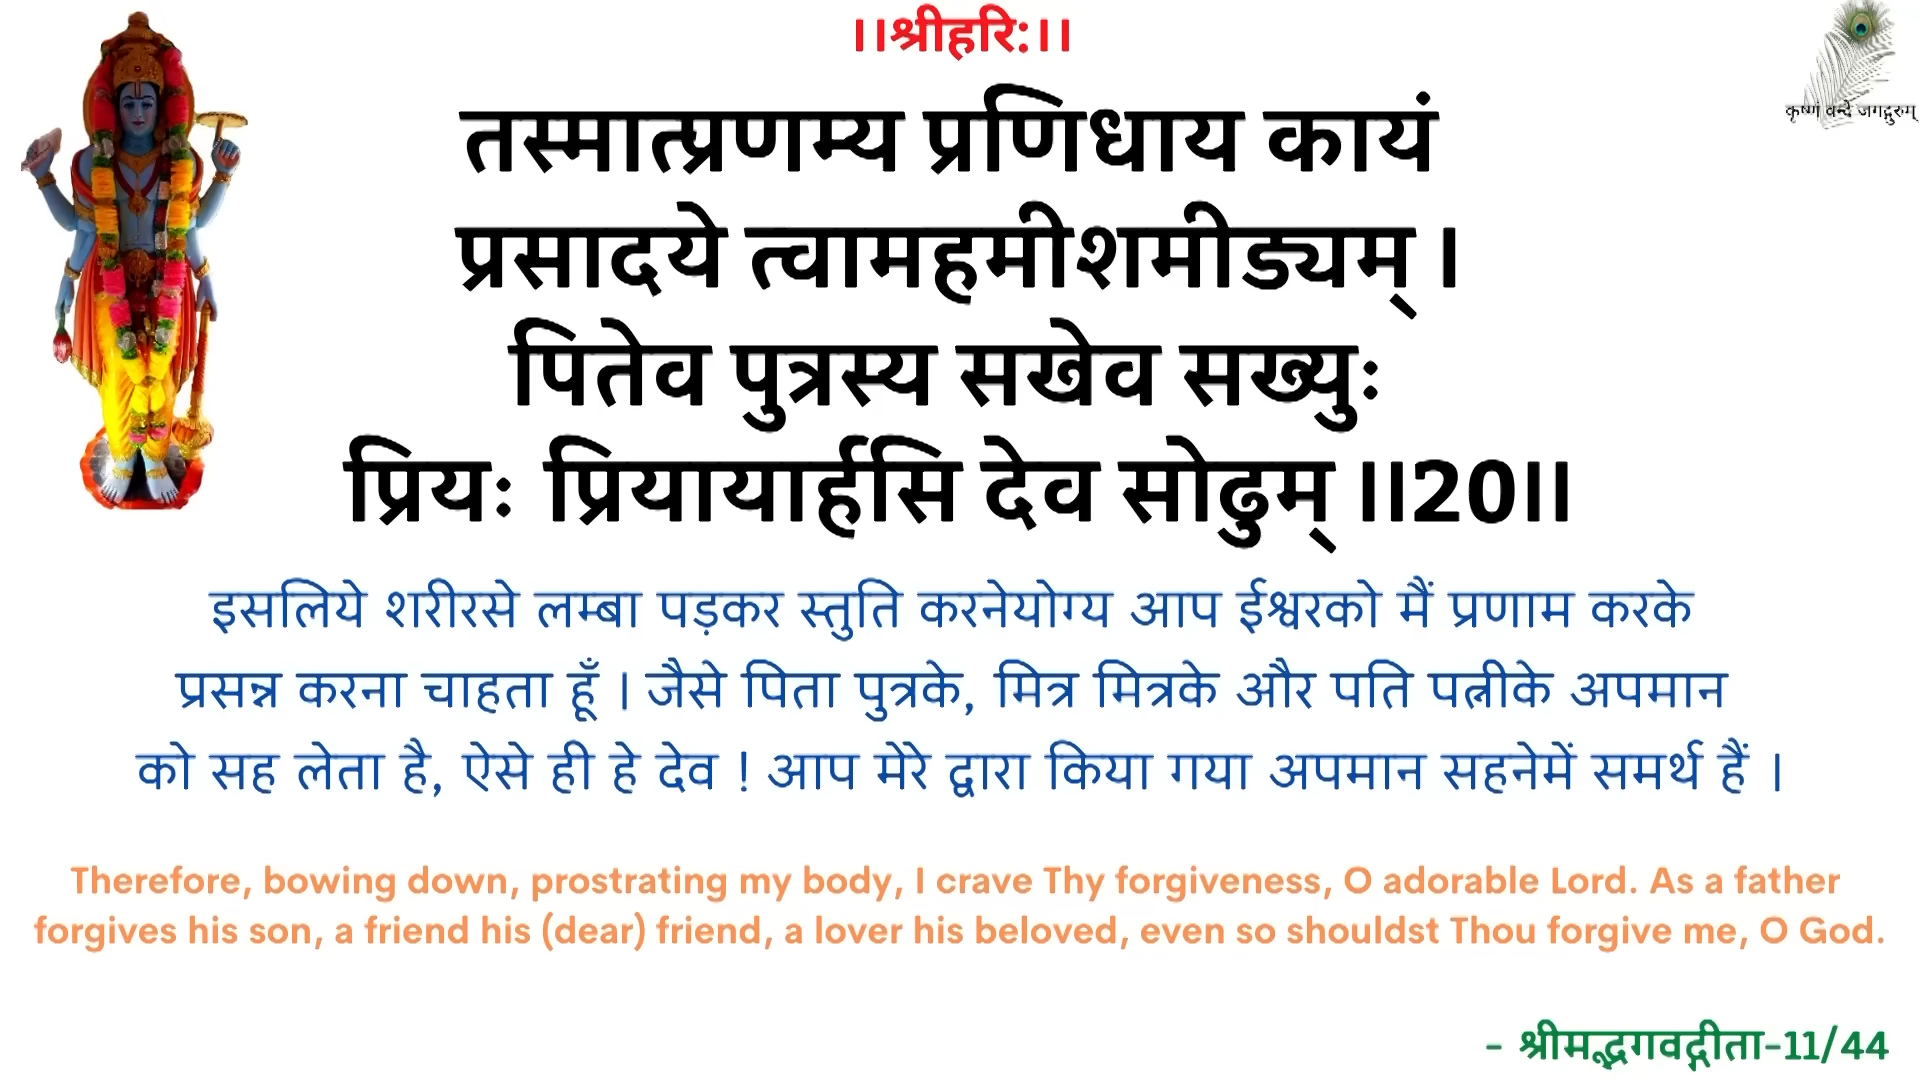 ।।श्रीहरि:।।
कृष्णं वन्दे जगद्गुरुम्
तस्मात्प्रणम्य प्रणिधाय कायं
प्रसादये त्वामहमीशमीड्यम् ।
पितेव पुत्रस्य सखेव सख्युः
प्रियः प्रियायार्हसि देव सोढुम् ।।20।।
इसलिये शरीरसे लम्बा पड़कर स्तुति करनेयोग्य आप ईश्वरको मैं प्रणाम करके
प्रसन्न करना चाहता हूँ । जैसे पिता पुत्रके, मित्र मित्रके और पति पत्नीके अपमान
को सह लेता है, ऐसे ही हे देव ! आप मेरे द्वारा किया गया अपमान सहनेमें समर्थ हैं ।
Therefore, bowing down, prostrating my body, I crave Thy forgiveness, O adorable Lord. As a father
forgives his son, a friend his (dear) friend, a lover his beloved, even so shouldst Thou forgive me, O God.
- श्रीमद्भगवद्गीता-11/44